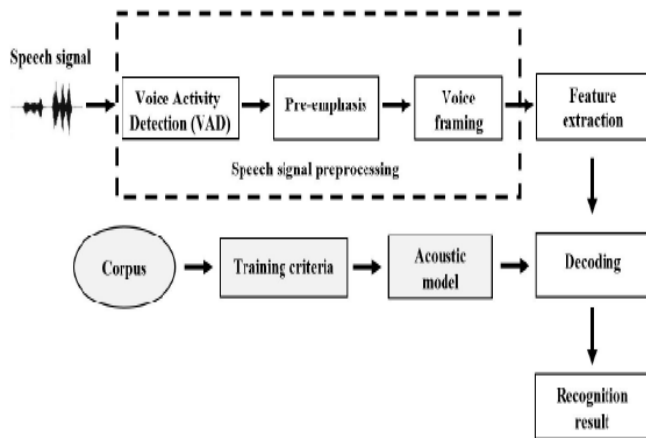 Speech signal
Voice Activity
Detection (VAD)
Pre-emphasis
Voice
framing
Feature
extraction
Speech signal preprocessing
Corpus
Training criteria
Acoustic
model
Decoding
Recognition
result